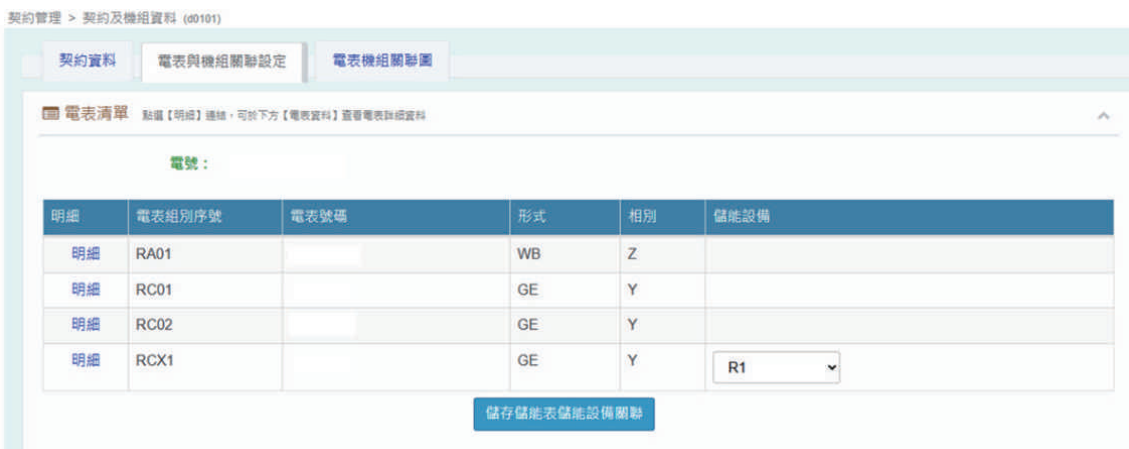 契約管理 > 契約及機組資料 (d0101)
契約資料 電表與機組關聯設定 電表機組關聯圖
電表清單 點選【明細】連結，可於下方【電表資料】查看電表詳細資料
電號：
明細 電表組別序號 電表號碼 形式 相別 儲能設備
明細 RA01 WB Z
明細 RC01 GE Y
明細 RC02 GE Y
明細 RCX1 GE Y R1
儲存儲能表儲能設備關聯